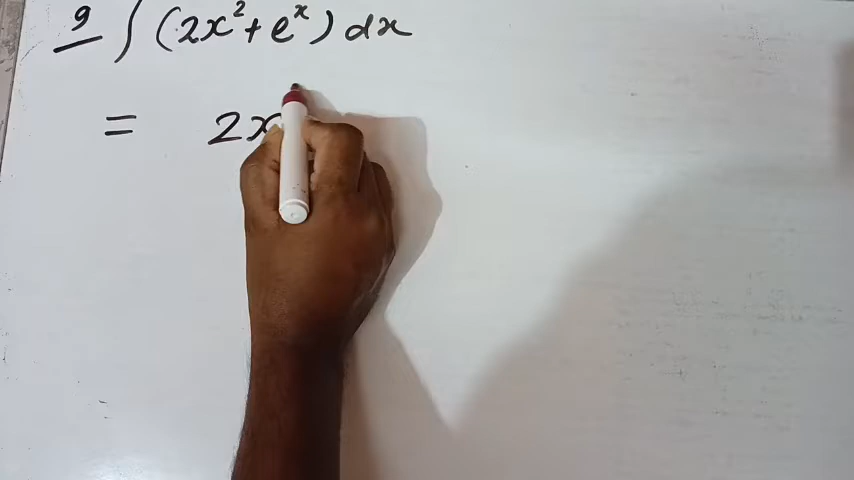 9 ∫ (2x² + eˣ) dx
= 2x